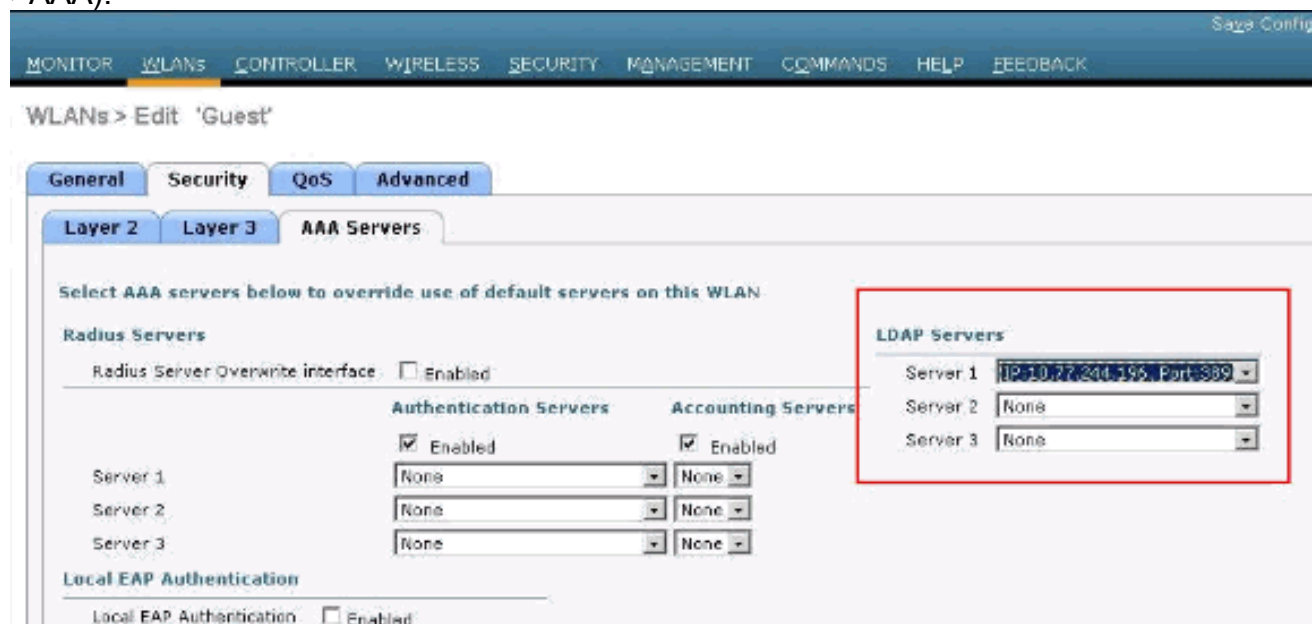 AAA).
Save Config
MONITOR WLANs CONTROLLER WIRELESS SECURITY MANAGEMENT COMMANDS HELP FEEDBACK
WLANs > Edit 'Guest'
General Security QoS Advanced
Layer 2 Layer 3 AAA Servers
Select AAA servers below to override use of default servers on this WLAN
Radius Servers
Radius Server Overwrite interface Enabled
Authentication Servers Accounting Servers
Enabled Enabled
Server 1 None None
Server 2 None None
Server 3 None None
LDAP Servers
Server 1 IP:10.77.244.196, Port:389
Server 2 None
Server 3 None
Local EAP Authentication
Local EAP Authentication Enabled